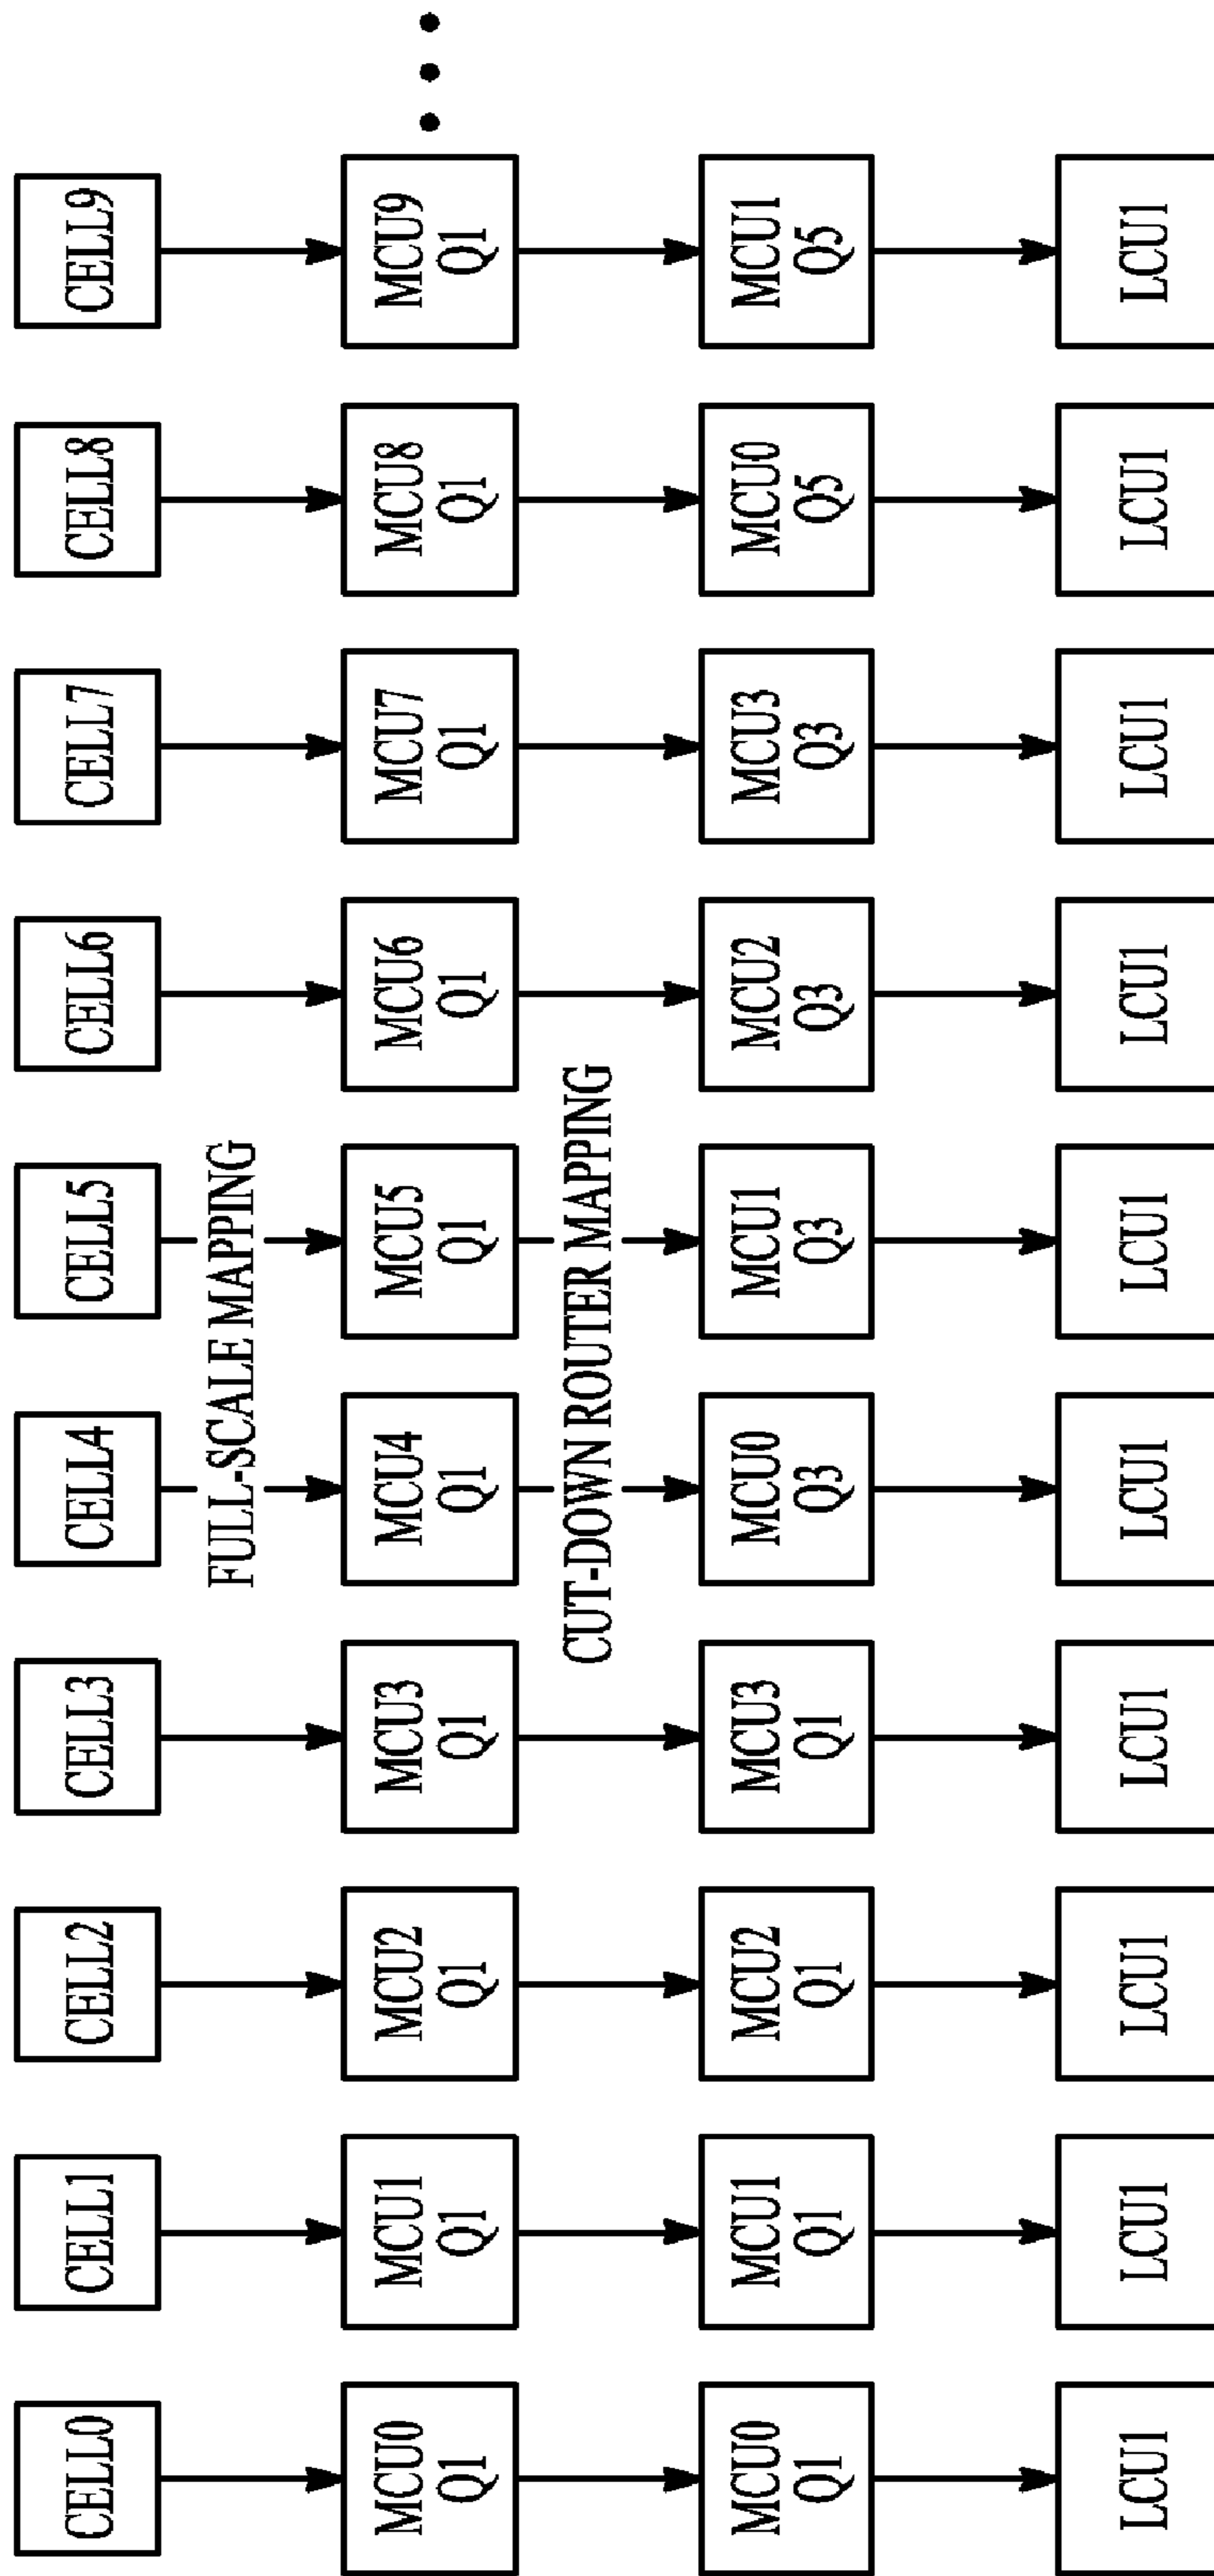 CELL0
CELL1
CELL2
CELL3
CELL4
CELL5
CELL6
CELL7
CELL8
CELL9
FULL-SCALE MAPPING
MCU0
Q1
MCU1
Q1
MCU2
Q1
MCU3
Q1
MCU4
Q1
MCU5
Q1
MCU6
Q1
MCU7
Q1
MCU8
Q1
MCU9
Q1
CUT-DOWN ROUTER MAPPING
MCU0
Q1
MCU1
Q1
MCU2
Q1
MCU3
Q1
MCU0
Q3
MCU1
Q3
MCU2
Q3
MCU3
Q3
MCU0
Q5
MCU1
Q5
LCU1
LCU1
LCU1
LCU1
LCU1
LCU1
LCU1
LCU1
LCU1
LCU1